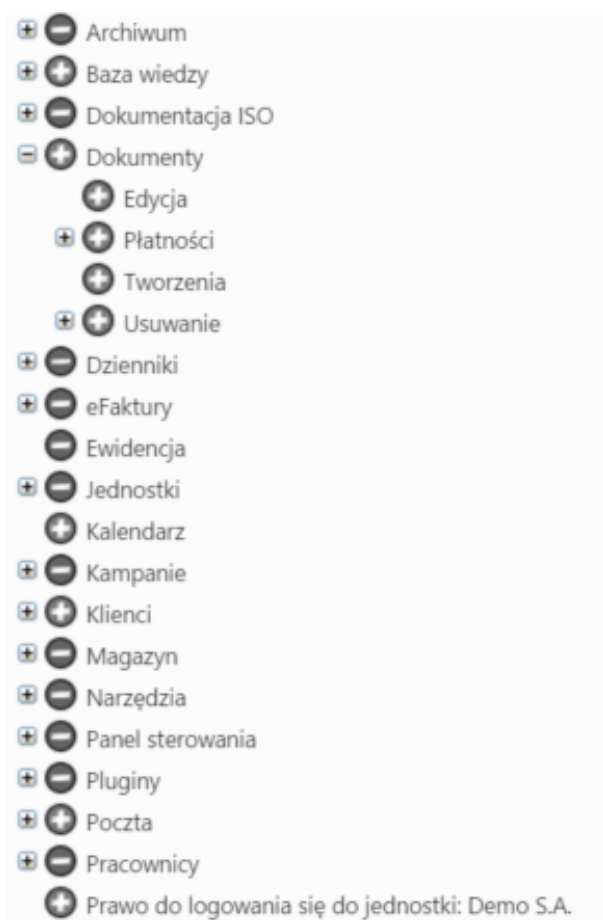 Archiwum
Baza wiedzy
Dokumentacja ISO
Dokumenty
Edycja
Płatności
Tworzenia
Usuwanie
Dzienniki
eFaktury
Ewidencja
Jednostki
Kalendarz
Kampanie
Klienci
Magazyn
Narzędzia
Panel sterowania
Pluginy
Poczta
Pracownicy
Prawo do logowania się do jednostki: Demo S.A.